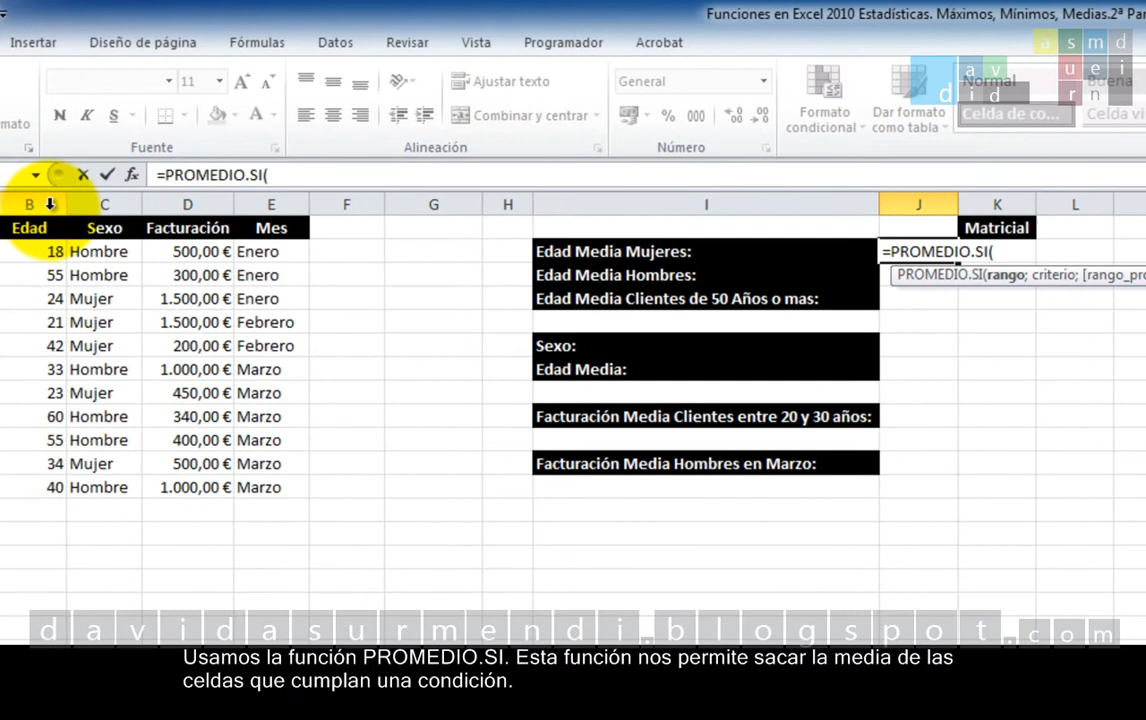 Funciones en Excel 2010 Estadísticas. Máximos, Mínimos, Medias.2ª Par
Insertar Diseño de página Fórmulas Datos Revisar Vista Programador Acrobat
a s m d
a v u e i
d i d r n
11 A A Ajustar texto General Normal Buena
mato N K S A Combinar y centrar % 000 Formato condicional Dar formato como tabla Celda de co... Celda vi
Fuente Alineación Número
fx =PROMEDIO.SI(
B C D E F G H I J K L
Edad Sexo Facturación Mes Matricial
18 Hombre 500,00 € Enero Edad Media Mujeres: =PROMEDIO.SI(
55 Hombre 300,00 € Enero Edad Media Hombres: PROMEDIO.SI(rango; criterio; [rango_pro
24 Mujer 1.500,00 € Enero Edad Media Clientes de 50 Años o mas:
21 Mujer 1.500,00 € Febrero
42 Mujer 200,00 € Febrero Sexo:
33 Hombre 1.000,00 € Marzo Edad Media:
23 Mujer 450,00 € Marzo
60 Hombre 340,00 € Marzo Facturación Media Clientes entre 20 y 30 años:
55 Hombre 400,00 € Marzo
34 Mujer 500,00 € Marzo Facturación Media Hombres en Marzo:
40 Hombre 1.000,00 € Marzo
davidasurmendi.blogspot.com
Usamos la función PROMEDIO.SI. Esta función nos permite sacar la media de las
celdas que cumplan una condición.